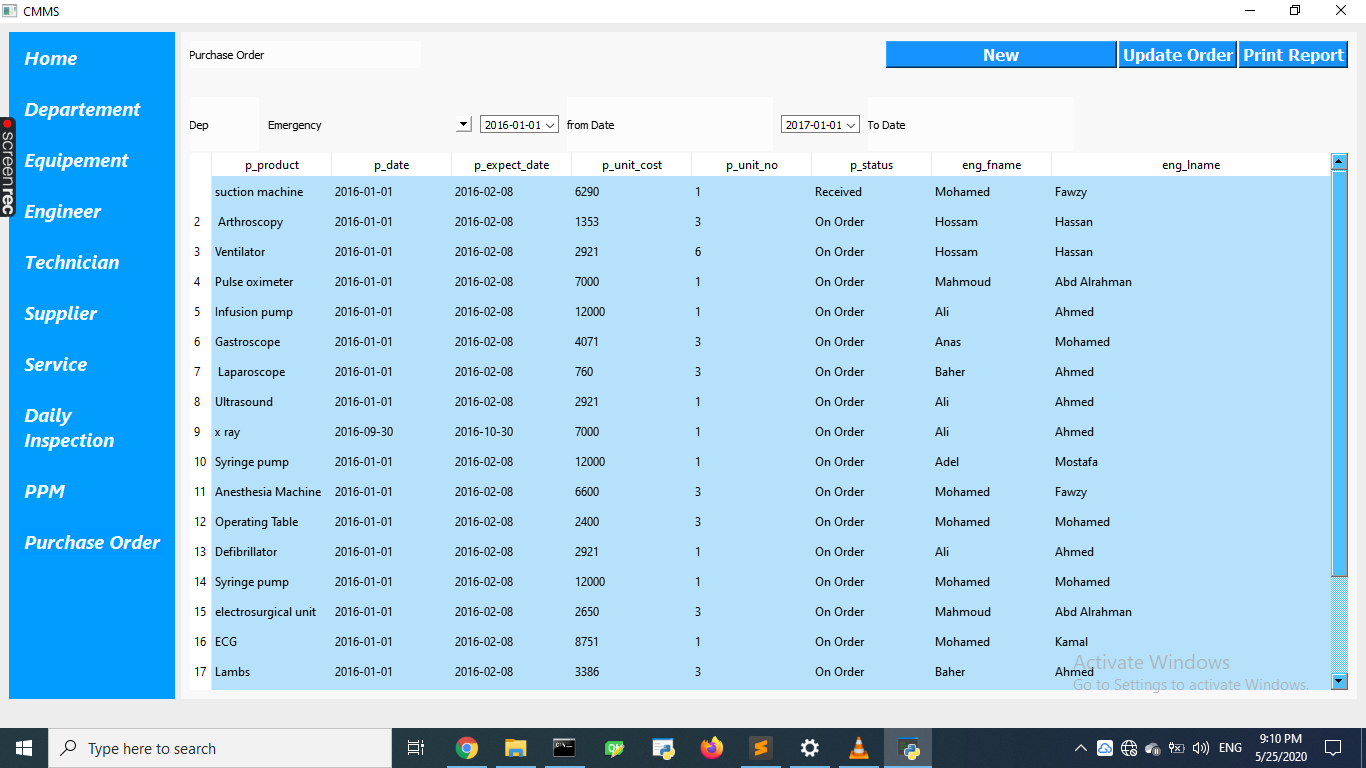 CMMS
Home
Departement
Equipement
Engineer
Technician
Supplier
Service
Daily
Inspection
PPM
Purchase Order
screenrec
Purchase Order
New
Update Order
Print Report
Dep Emergency 2016-01-01 from Date 2017-01-01 To Date
p_product p_date p_expect_date p_unit_cost p_unit_no p_status eng_fname eng_lname
suction machine 2016-01-01 2016-02-08 6290 1 Received Mohamed Fawzy
2 Arthroscopy 2016-01-01 2016-02-08 1353 3 On Order Hossam Hassan
3 Ventilator 2016-01-01 2016-02-08 2921 6 On Order Hossam Hassan
4 Pulse oximeter 2016-01-01 2016-02-08 7000 1 On Order Mahmoud Abd Alrahman
5 Infusion pump 2016-01-01 2016-02-08 12000 1 On Order Ali Ahmed
6 Gastroscope 2016-01-01 2016-02-08 4071 3 On Order Anas Mohamed
7 Laparoscope 2016-01-01 2016-02-08 760 3 On Order Baher Ahmed
8 Ultrasound 2016-01-01 2016-02-08 2921 1 On Order Ali Ahmed
9 x ray 2016-09-30 2016-10-30 7000 1 On Order Ali Ahmed
10 Syringe pump 2016-01-01 2016-02-08 12000 1 On Order Adel Mostafa
11 Anesthesia Machine 2016-01-01 2016-02-08 6600 3 On Order Mohamed Fawzy
12 Operating Table 2016-01-01 2016-02-08 2400 3 On Order Mohamed Mohamed
13 Defibrillator 2016-01-01 2016-02-08 2921 1 On Order Ali Ahmed
14 Syringe pump 2016-01-01 2016-02-08 12000 1 On Order Mohamed Mohamed
15 electrosurgical unit 2016-01-01 2016-02-08 2650 3 On Order Mahmoud Abd Alrahman
16 ECG 2016-01-01 2016-02-08 8751 1 On Order Mohamed Kamal
17 Lambs 2016-01-01 2016-02-08 3386 3 On Order Baher Ahmed
Activate Windows
Go to Settings to activate Windows.
Type here to search
ENG
9:10 PM
5/25/2020